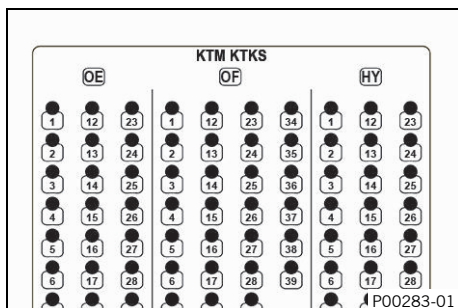 KTM KTKS
OE OF HY
1 12 23 1 12 23 34 1 12 23
2 13 24 2 13 24 35 2 13 24
3 14 25 3 14 25 36 3 14 25
4 15 26 4 15 26 37 4 15 26
5 16 27 5 16 27 38 5 16 27
6 17 28 6 17 28 39 6 17 28
P00283-01